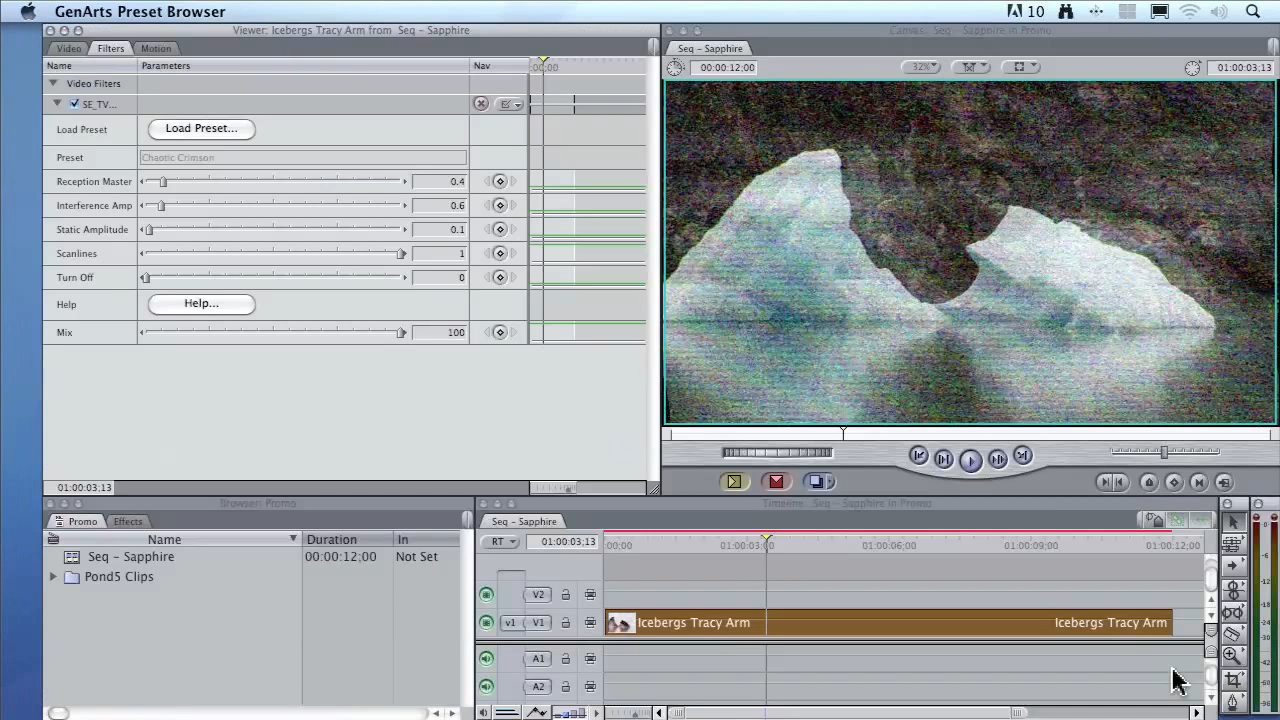 GenArts Preset Browser
10
Viewer: Icebergs Tracy Arm from Seq – Sapphire
Canvas: Seq – Sapphire in Promo
Video Filters Motion
Seq – Sapphire
Name Parameters Nav
00:00:12;00 32% 01:00:03;13
Video Filters
SE_TV...
Load Preset Load Preset...
Preset Chaotic Crimson
Reception Master 0.4
Interference Amp 0.6
Static Amplitude 0.1
Scanlines 1
Turn Off 0
Help Help...
Mix 100
01:00:03;13
Browser: Promo
Timeline: Seq – Sapphire in Promo
Promo Effects
Seq – Sapphire
Name Duration In
RT 01:00:03;13 :00:00 01:00:03;00 01:00:06;00 01:00:09;00 01:00:12;00
Seq – Sapphire 00:00:12;00 Not Set
Pond5 Clips
V2
v1 V1 Icebergs Tracy Arm Icebergs Tracy Arm
A1
A2